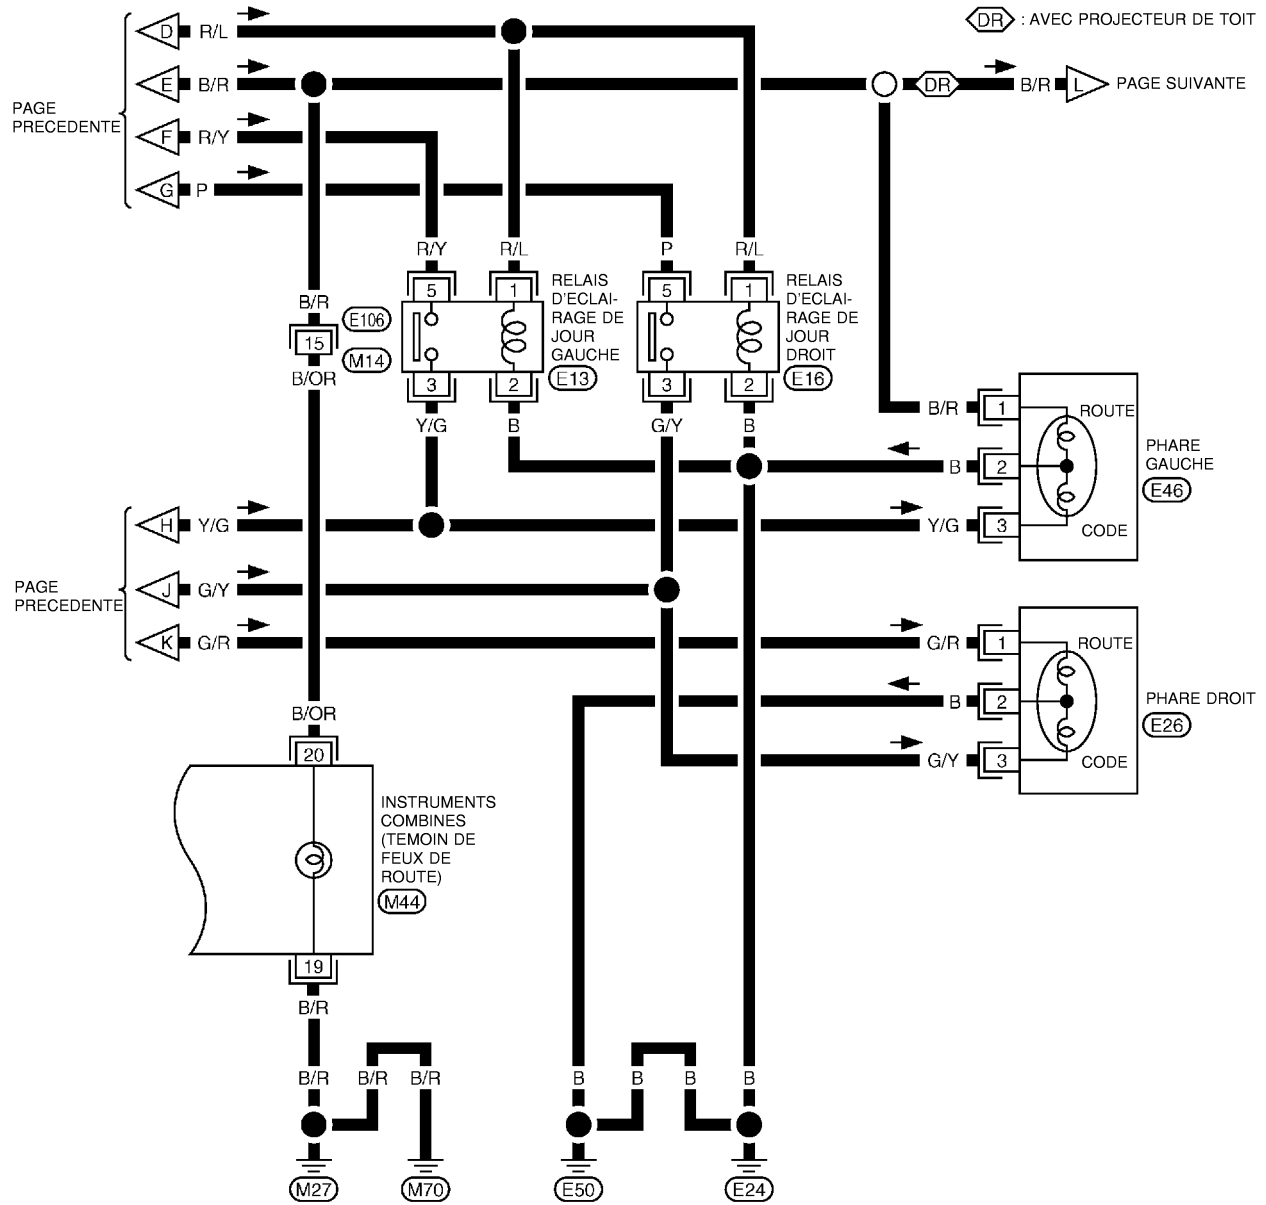 D R/L
DR : AVEC PROJECTEUR DE TOIT
E B/R
DR B/R L PAGE SUIVANTE
PAGE
PRECEDENTE
F R/Y
G P
R/Y R/L P R/L
5 1 5 1
RELAIS
D'ECLAI-
RAGE DE
JOUR
GAUCHE
E13
RELAIS
D'ECLAI-
RAGE DE
JOUR
DROIT
E16
B/R
15
E106
M14
B/OR
3 2 3 2
Y/G B G/Y B
B/R 1 ROUTE
B 2
Y/G 3 CODE
PHARE
GAUCHE
E46
H Y/G
PAGE
PRECEDENTE
J G/Y
K G/R
G/R 1 ROUTE
B 2
G/Y 3 CODE
PHARE DROIT
E26
B/OR
20
INSTRUMENTS
COMBINES
(TEMOIN DE
FEUX DE
ROUTE)
M44
19
B/R
B/R B/R B/R B B B B
M27 M70 E50 E24